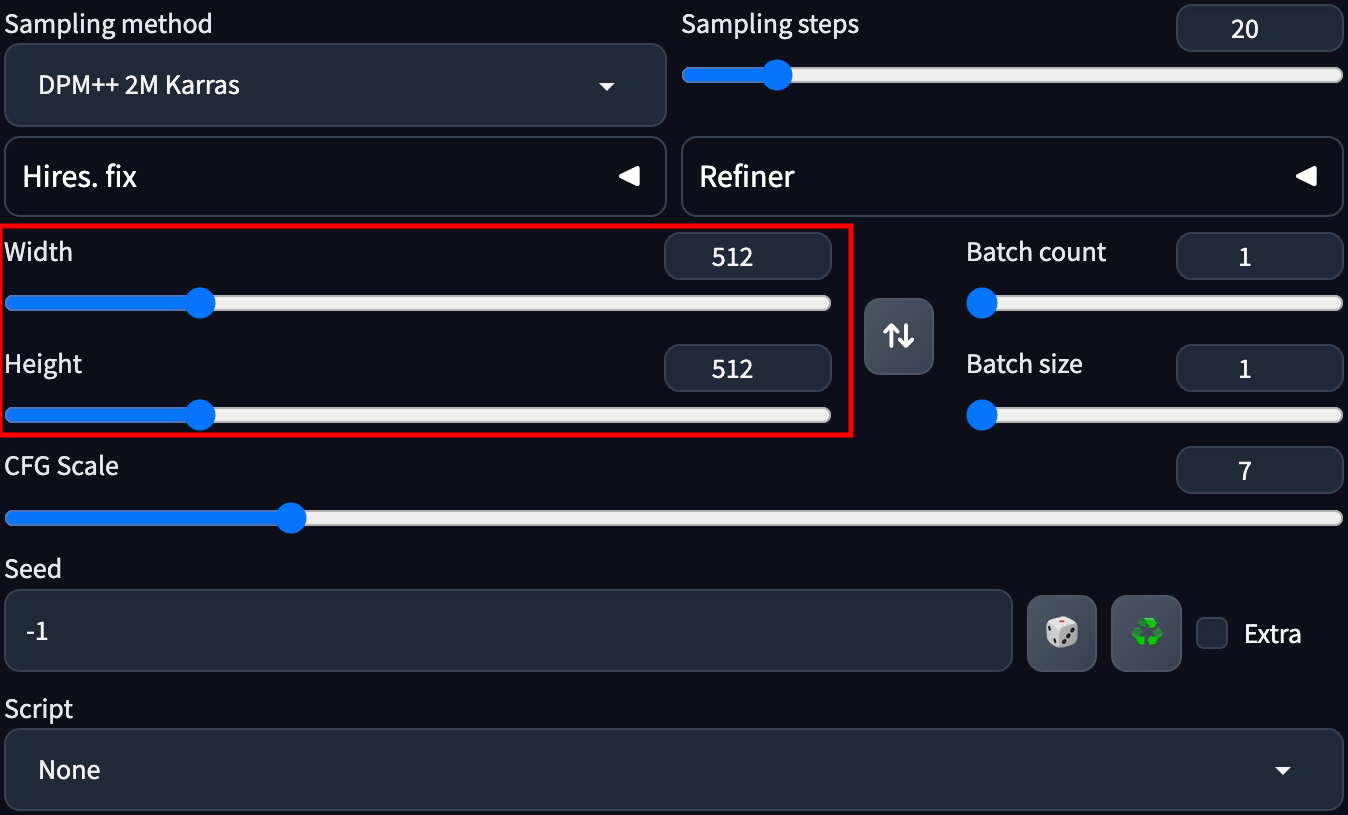 Sampling method
Sampling steps
20
DPM++ 2M Karras
Hires. fix
Refiner
Width
512
Batch count
1
Height
512
Batch size
1
CFG Scale
7
Seed
-1
Extra
Script
None